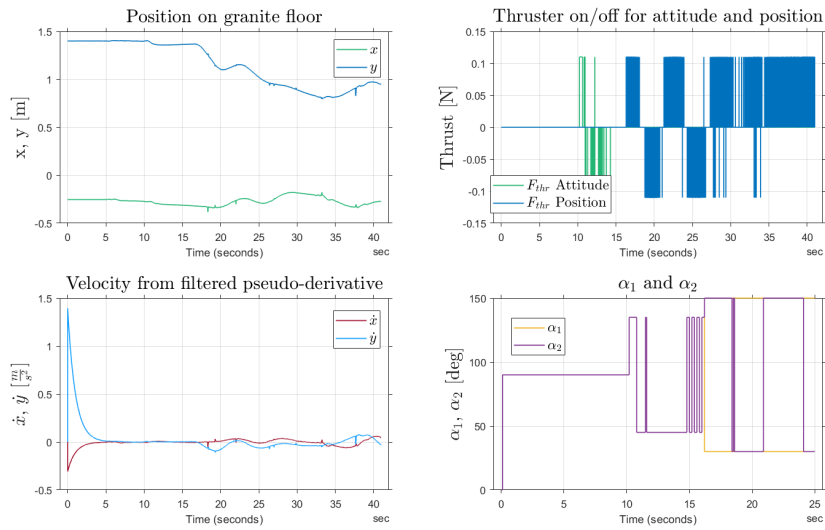 Position on granite floor
x, y [m]
1.5
1
0.5
0
-0.5
x
y
0 5 10 15 20 25 30 35 40
Time (seconds)
sec
Thruster on/off for attitude and position
Thrust [N]
0.15
0.1
0.05
0
-0.05
-0.1
-0.15
F_thr Attitude
F_thr Position
0 5 10 15 20 25 30 35 40
Time (seconds)
sec
Velocity from filtered pseudo-derivative
ẋ, ẏ [m/s²]
1.5
1
0.5
0
-0.5
ẋ
ẏ
0 5 10 15 20 25 30 35 40
Time (seconds)
sec
α₁ and α₂
α₁, α₂ [deg]
150
100
50
0
α₁
α₂
0 5 10 15 20 25
Time (seconds)
sec